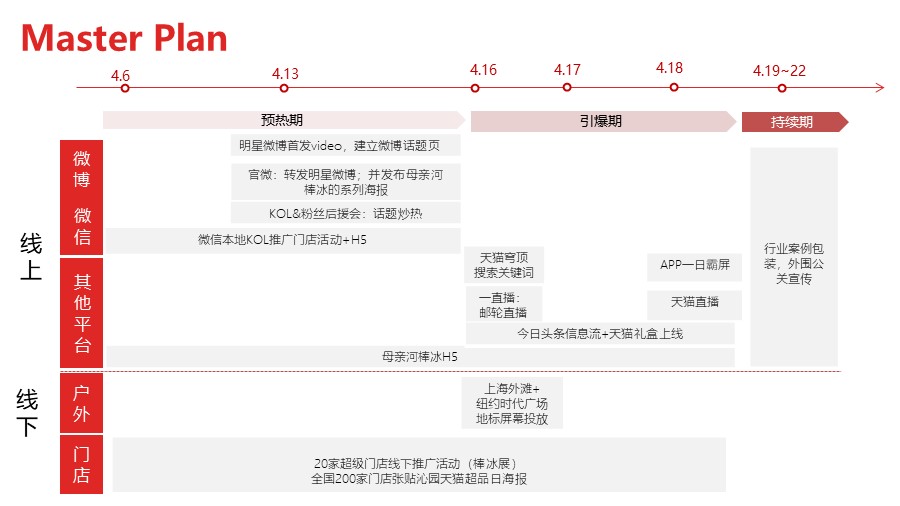 Master Plan
4.6
4.13
4.16
4.17
4.18
4.19~22
预热期
引爆期
持续期
线上
微博
微信
明星微博首发video，建立微博话题页
官微：转发明星微博；并发布母亲河
棒冰的系列海报
KOL&粉丝后援会：话题炒热
微信本地KOL推广门店活动+H5
其他平台
天猫穹顶
搜索关键词
APP一日霸屏
一直播：
邮轮直播
天猫直播
今日头条信息流+天猫礼盒上线
母亲河棒冰H5
行业案例包
装，外围公
关宣传
线下
户外
上海外滩+
纽约时代广场
地标屏幕投放
门店
20家超级门店线下推广活动（棒冰展）
全国200家门店张贴沁园天猫超品日海报